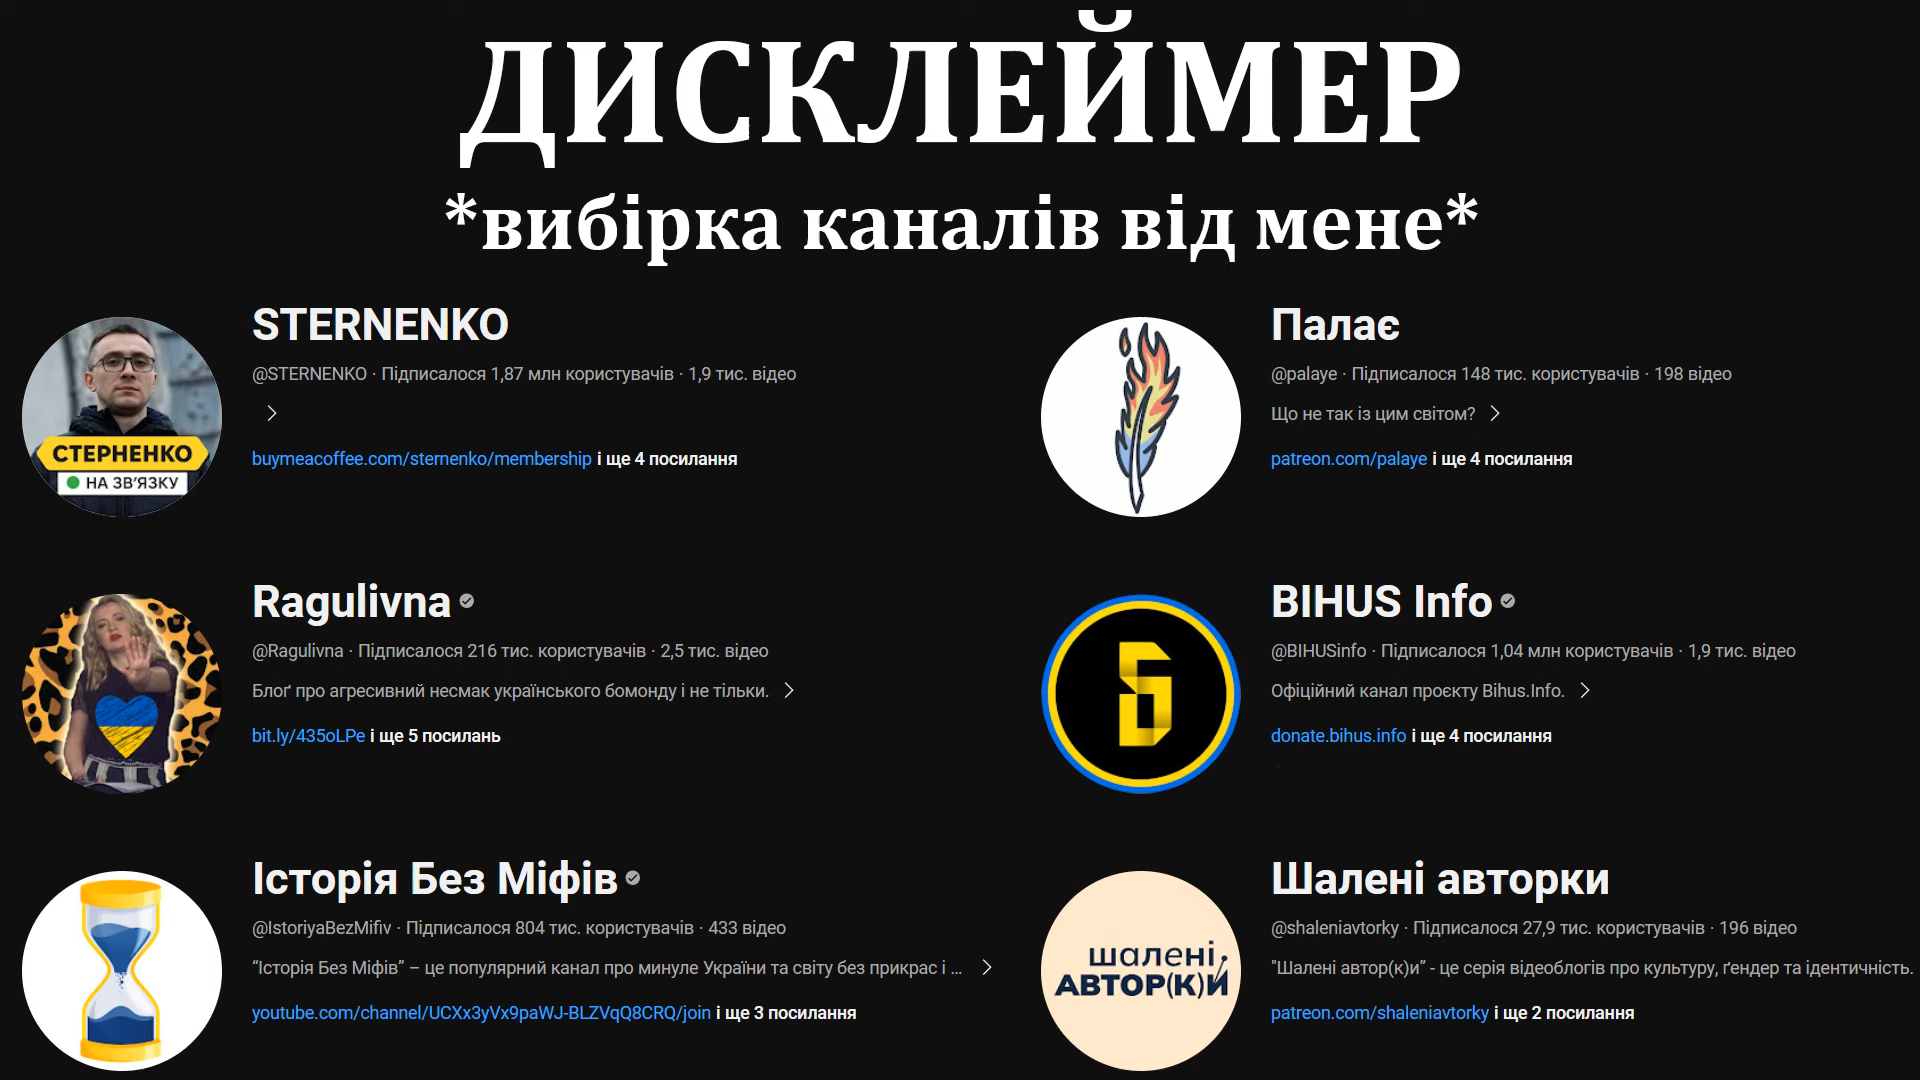 ДИСКЛЕЙМЕР
*вибірка каналів від мене*
STERNENKO
@STERNENKO · Підписалося 1,87 млн користувачів · 1,9 тис. відео
buymeacoffee.com/sternenko/membership і ще 4 посилання
СТЕРНЕНКО
НА ЗВ'ЯЗКУ
Палає
@palaye · Підписалося 148 тис. користувачів · 198 відео
Що не так із цим світом?
patreon.com/palaye і ще 4 посилання
Ragulivna
@Ragulivna · Підписалося 216 тис. користувачів · 2,5 тис. відео
Блоґ про агресивний несмак українського бомонду і не тільки.
bit.ly/435oLPe і ще 5 посилань
BIHUS Info
@BIHUSinfo · Підписалося 1,04 млн користувачів · 1,9 тис. відео
Офіційний канал проєкту Bihus.Info.
donate.bihus.info і ще 4 посилання
Історія Без Міфів
@IstoriyaBezMifiv · Підписалося 804 тис. користувачів · 433 відео
“Історія Без Міфів” – це популярний канал про минуле України та світу без прикрас і ...
youtube.com/channel/UCXx3yVx9paWJ-BLZVqQ8CRQ/join і ще 3 посилання
шалені
АВТОР(К)И
Шалені авторки
@shaleniavtorky · Підписалося 27,9 тис. користувачів · 196 відео
"Шалені автор(к)и” - це серія відеоблогів про культуру, ґендер та ідентичність.
patreon.com/shaleniavtorky і ще 2 посилання